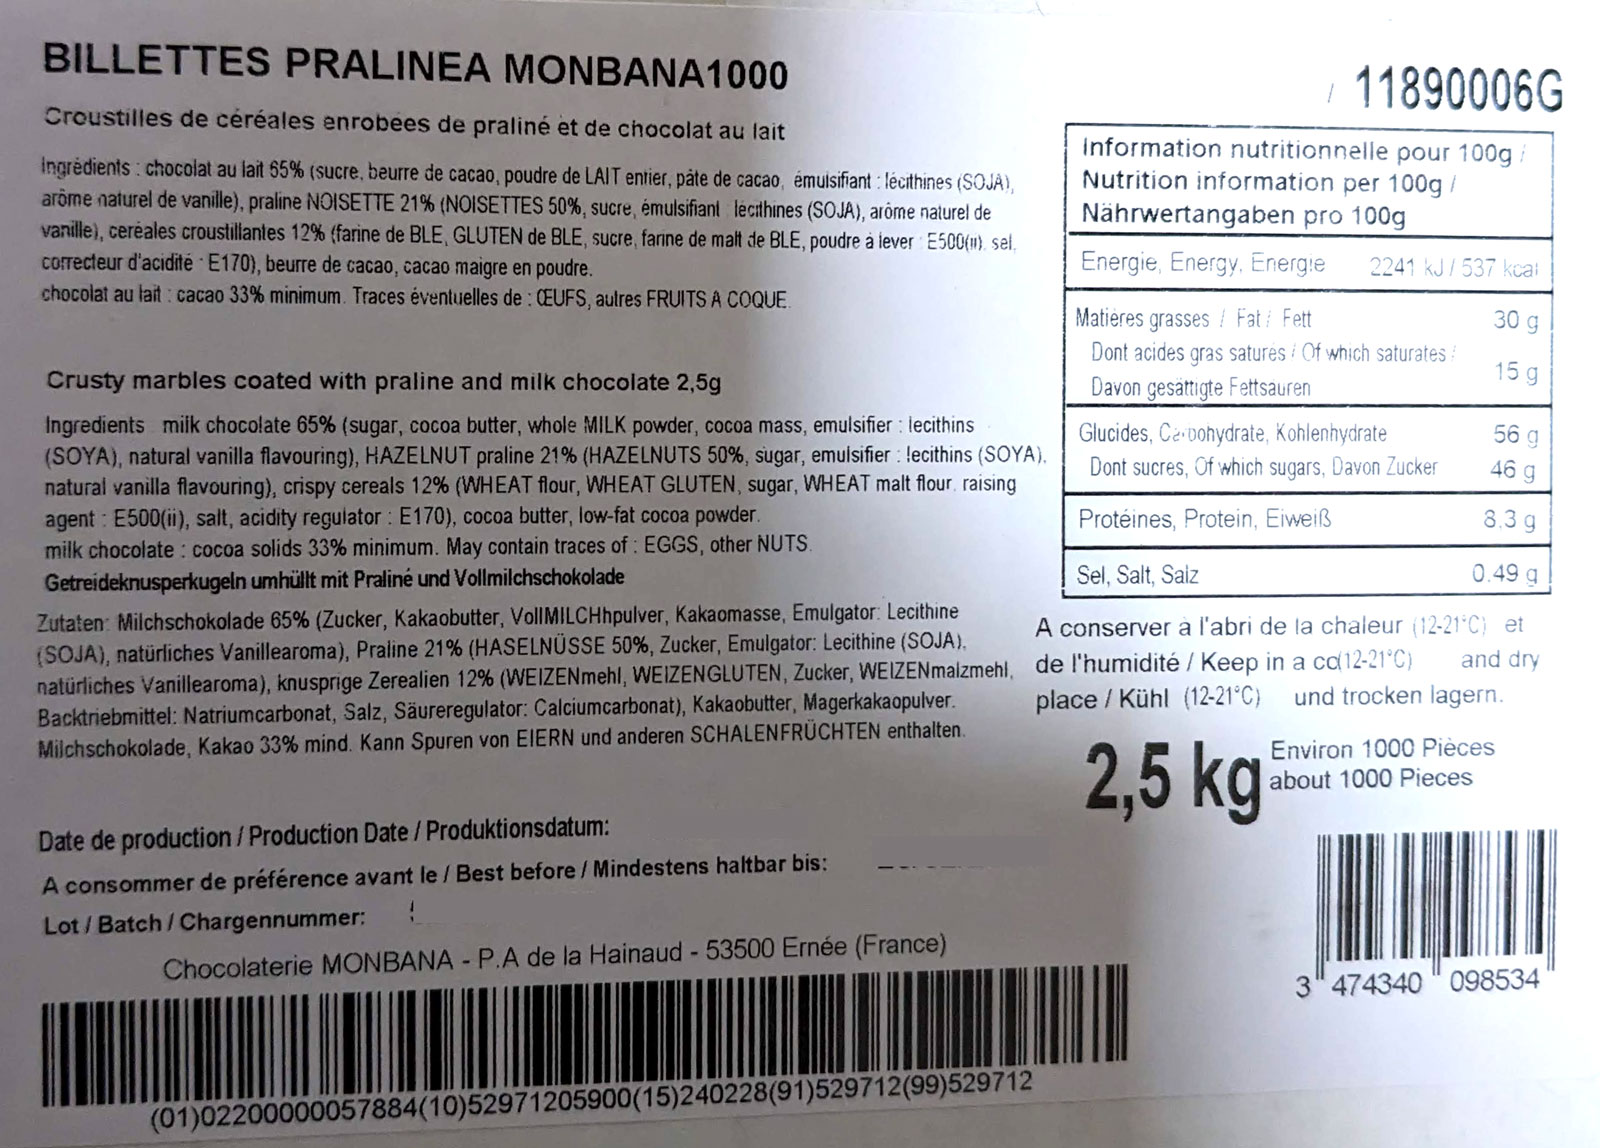 BILLETTES PRALINEA MONBANA1000
Croustilles de céréales enrobées de praliné et de chocolat au lait
Ingrédients : chocolat au lait 65% (sucre, beurre de cacao, poudre de LAIT entier, pâte de cacao, émulsifiant : lécithines (SOJA),
arôme naturel de vanille), praline NOISETTE 21% (NOISETTES 50%, sucre, émulsifiant : lécithines (SOJA), arôme naturel de
vanille), céréales croustillantes 12% (farine de BLE, GLUTEN de BLE, sucre, farine de malt de BLE, poudre à lever : E500(ii), sel,
correcteur d'acidité : E170), beurre de cacao, cacao maigre en poudre.
chocolat au lait : cacao 33% minimum. Traces éventuelles de : ŒUFS, autres FRUITS A COQUE.
Crusty marbles coated with praline and milk chocolate 2,5g
Ingredients : milk chocolate 65% (sugar, cocoa butter, whole MILK powder, cocoa mass, emulsifier : lecithins
(SOYA), natural vanilla flavouring), HAZELNUT praline 21% (HAZELNUTS 50%, sugar, emulsifier : lecithins (SOYA),
natural vanilla flavouring), crispy cereals 12% (WHEAT flour, WHEAT GLUTEN, sugar, WHEAT malt flour, raising
agent : E500(ii), salt, acidity regulator : E170), cocoa butter, low-fat cocoa powder.
milk chocolate : cocoa solids 33% minimum. May contain traces of : EGGS, other NUTS.
Getreideknusperkugeln umhüllt mit Praliné und Vollmilchschokolade
Zutaten: Milchschokolade 65% (Zucker, Kakaobutter, VollMILCHhpulver, Kakaomasse, Emulgator: Lecithine
(SOJA), natürliches Vanillearoma), Praline 21% (HASELNÜSSE 50%, Zucker, Emulgator: Lecithine (SOJA),
natürliches Vanillearoma), knusprige Zerealien 12% (WEIZENmehl, WEIZENGLUTEN, Zucker, WEIZENmalzmehl,
Backtriebmittel: Natriumcarbonat, Salz, Säureregulator: Calciumcarbonat), Kakaobutter, Magerkakaopulver.
Milchschokolade, Kakao 33% mind. Kann Spuren von EIERN und anderen SCHALENFRÜCHTEN enthalten.
Date de production / Production Date / Produktionsdatum:
A consommer de préférence avant le / Best before / Mindestens haltbar bis:
Lot / Batch / Chargennummer:
Chocolaterie MONBANA - P.A de la Hainaud - 53500 Ernée (France)
(01)02200000057884(10)52971205900(15)240228(91)529712(99)529712
/ 11890006G
Information nutritionnelle pour 100g /
Nutrition information per 100g /
Nährwertangaben pro 100g
Energie, Energy, Energie 2241 kJ / 537 kcal
Matières grasses / Fat / Fett 30 g
Dont acides gras saturés / Of which saturates /
Davon gesättigte Fettsäuren 15 g
Glucides, Carbohydrate, Kohlenhydrate 56 g
Dont sucres, Of which sugars, Davon Zucker 46 g
Protéines, Protein, Eiweiß 8.3 g
Sel, Salt, Salz 0.49 g
A conserver à l'abri de la chaleur (12-21°C) et
de l'humidité / Keep in a co(12-21°C) and dry
place / Kühl (12-21°C) und trocken lagern.
2,5 kg
Environ 1000 Pièces
about 1000 Pieces
3 474340 098534